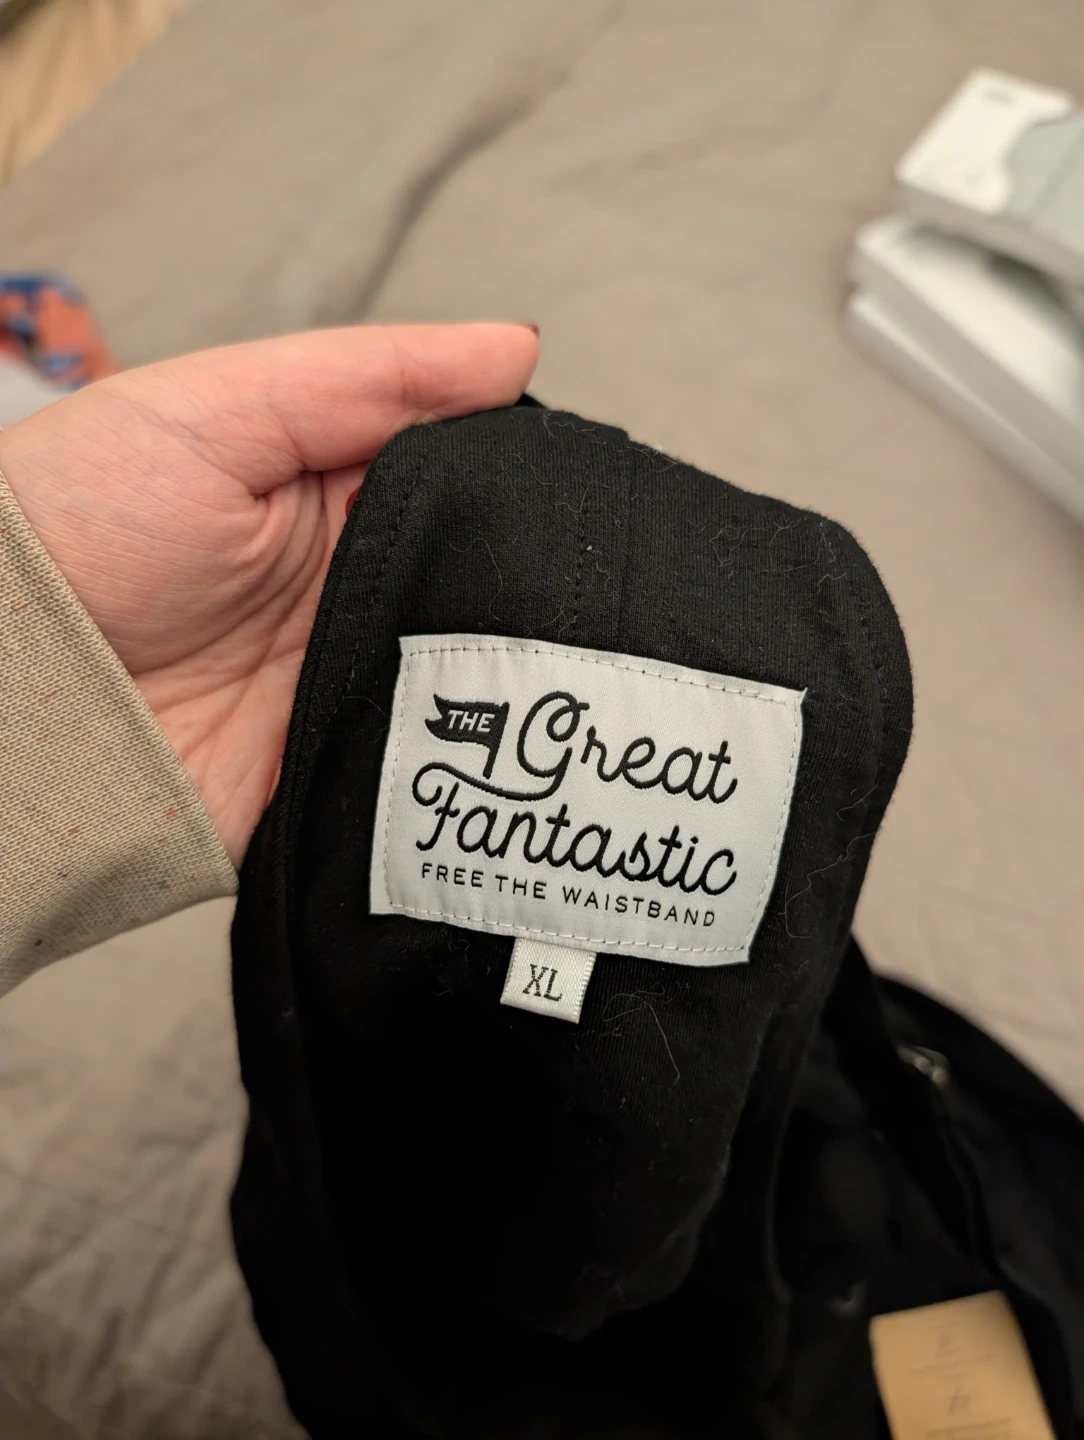 THE Great
Fantastic
FREE THE WAISTBAND
XL